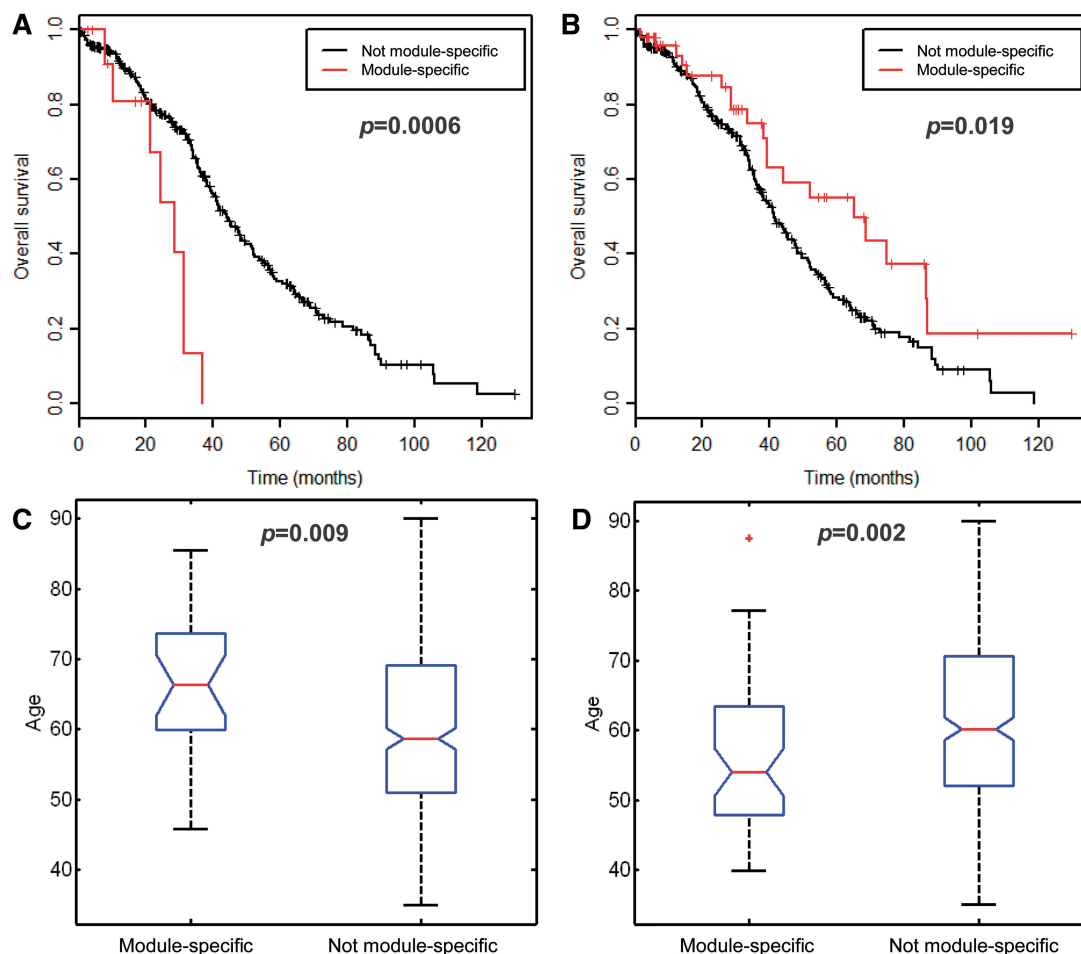 A
1.0
0.8
0.6
0.4
0.2
0.0
Overall survival
Not module-specific
Module-specific
p=0.0006
0 20 40 60 80 100 120
Time (months)
B
1.0
0.8
0.6
0.4
0.2
0.0
Overall survival
Not module-specific
Module-specific
p=0.019
0 20 40 60 80 100 120
Time (months)
C
p=0.009
90
80
70
60
50
40
Age
Module-specific Not module-specific
D
p=0.002
90
80
70
60
50
40
Age
Module-specific Not module-specific